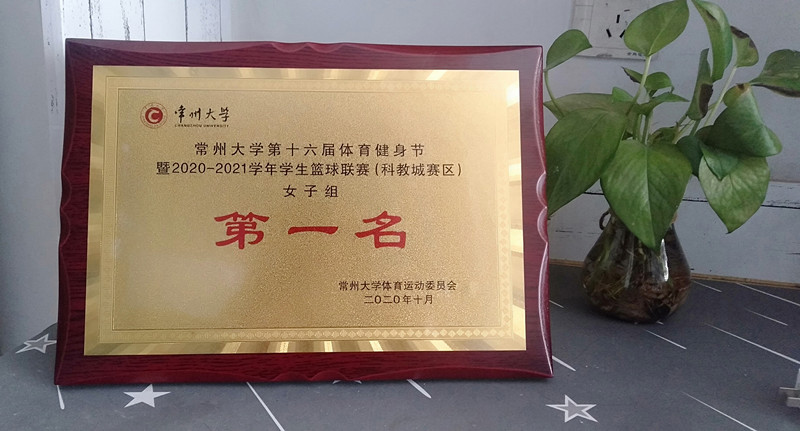 常州大学
CHANGZHOU UNIVERSITY
常州大学第十六届体育健身节
暨2020-2021学年学生篮球联赛(科教城赛区)
女子组
第一名
常州大学体育运动委员会
二〇二〇年十月